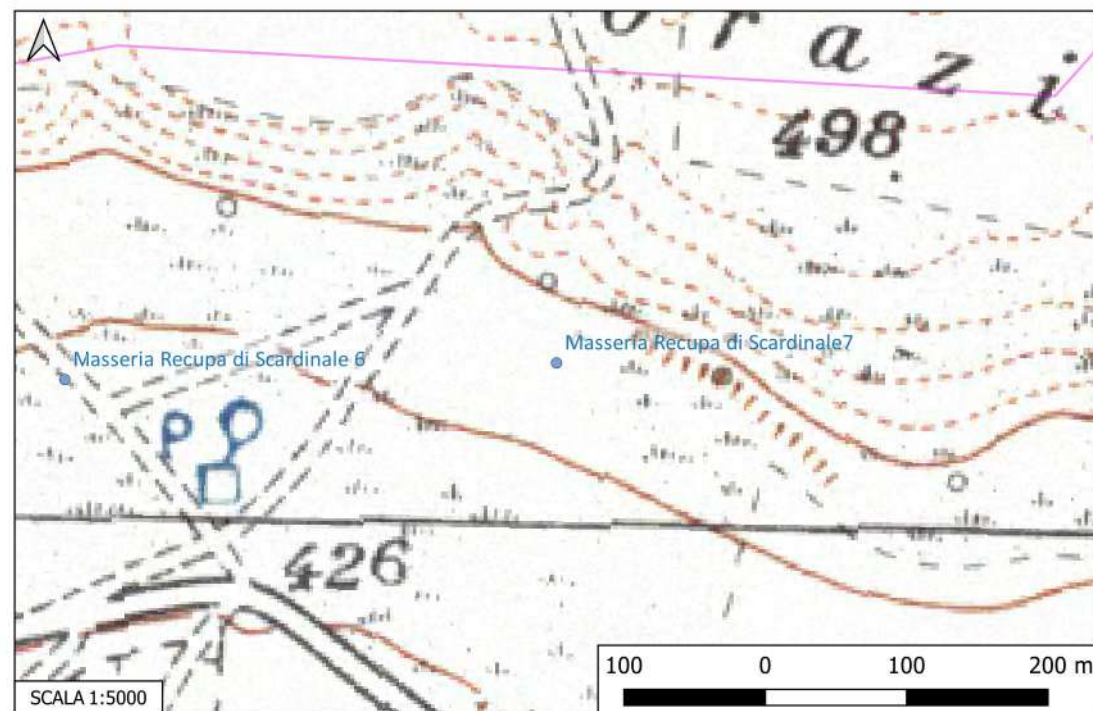 o r a z i
498
Masseria Recupa di Scardinale7
Masseria Recupa di Scardinale 6
P
426
100 0 100 200 m
SCALA 1:5000